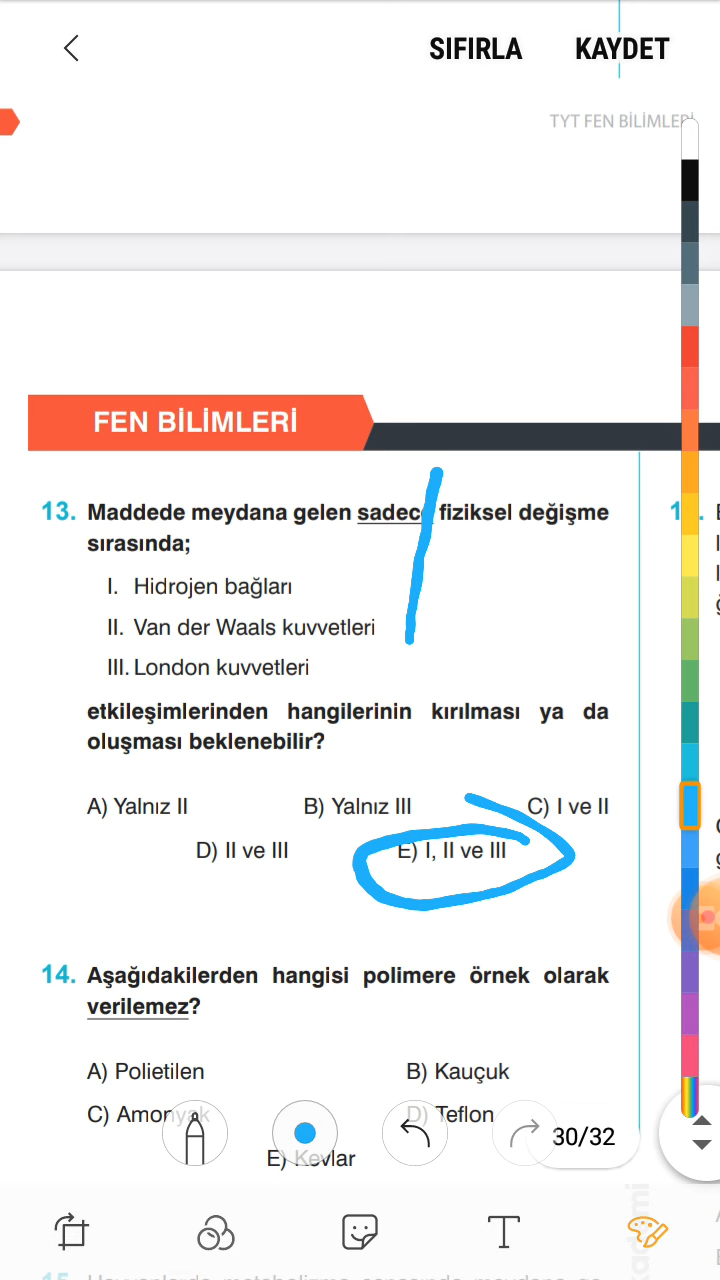 SIFIRLA KAYDET
TYT FEN BİLİMLERİ
FEN BİLİMLERİ
13. Maddede meydana gelen sadece fiziksel değişme
sırasında;
I. Hidrojen bağları
II. Van der Waals kuvvetleri
III. London kuvvetleri
etkileşimlerinden hangilerinin kırılması ya da
oluşması beklenebilir?
A) Yalnız II B) Yalnız III C) I ve II
D) II ve III E) I, II ve III
14. Aşağıdakilerden hangisi polimere örnek olarak
verilemez?
A) Polietilen B) Kauçuk
C) Amonyak D) Teflon
E) Kevlar
30/32
T